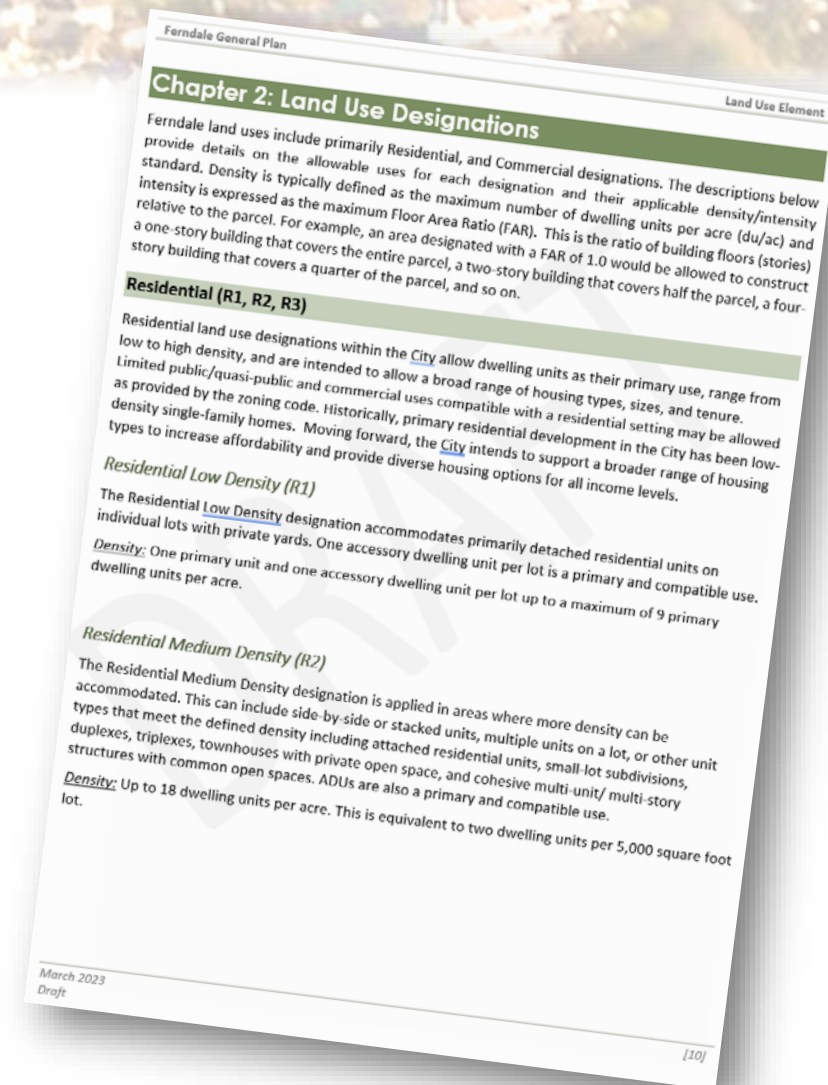 Ferndale General Plan
Land Use Element
Chapter 2: Land Use Designations
Ferndale land uses include primarily Residential, and Commercial designations. The descriptions below
provide details on the allowable uses for each designation and their applicable density/intensity
standard. Density is typically defined as the maximum number of dwelling units per acre (du/ac) and
intensity is expressed as the maximum Floor Area Ratio (FAR). This is the ratio of building floors (stories)
relative to the parcel. For example, an area designated with a FAR of 1.0 would be allowed to construct
a one-story building that covers the entire parcel, a two-story building that covers half the parcel, a four-
story building that covers a quarter of the parcel, and so on.
Residential (R1, R2, R3)
Residential land use designations within the City allow dwelling units as their primary use, range from
low to high density, and are intended to allow a broad range of housing types, sizes, and tenure.
Limited public/quasi-public and commercial uses compatible with a residential setting may be allowed
as provided by the zoning code. Historically, primary residential development in the City has been low-
density single-family homes. Moving forward, the City intends to support a broader range of housing
types to increase affordability and provide diverse housing options for all income levels.
Residential Low Density (R1)
The Residential Low Density designation accommodates primarily detached residential units on
individual lots with private yards. One accessory dwelling unit per lot is a primary and compatible use.
Density: One primary unit and one accessory dwelling unit per lot up to a maximum of 9 primary
dwelling units per acre.
Residential Medium Density (R2)
The Residential Medium Density designation is applied in areas where more density can be
accommodated. This can include side-by-side or stacked units, multiple units on a lot, or other unit
types that meet the defined density including attached residential units, small-lot subdivisions,
duplexes, triplexes, townhouses with private open space, and cohesive multi-unit/ multi-story
structures with common open spaces. ADUs are also a primary and compatible use.
Density: Up to 18 dwelling units per acre. This is equivalent to two dwelling units per 5,000 square foot
lot.
DRAFT
March 2023
Draft
[10]